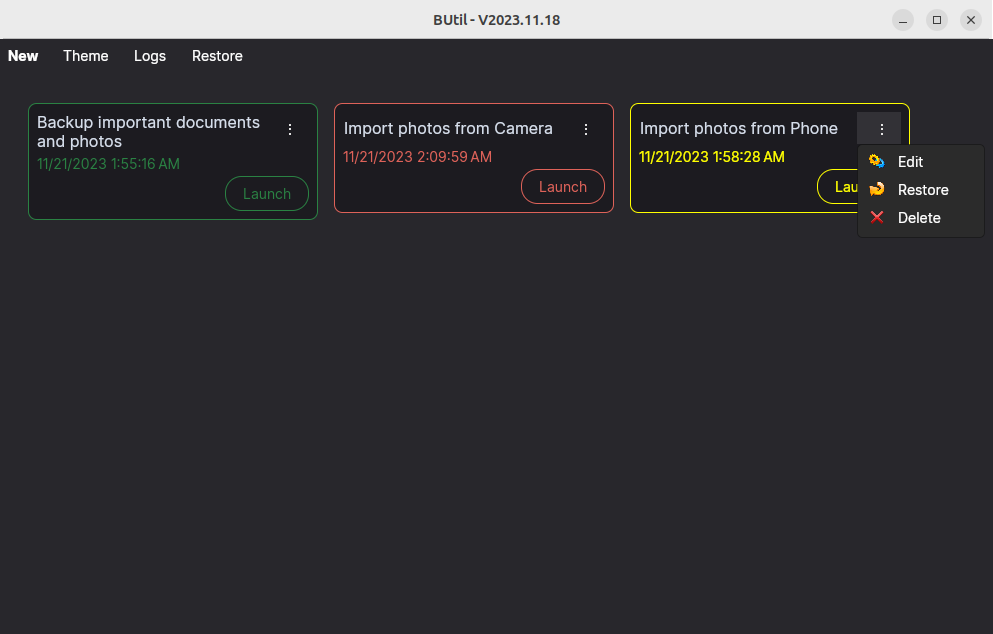 BUtil - V2023.11.18
New Theme Logs Restore
Backup important documents
and photos
11/21/2023 1:55:16 AM
Launch
Import photos from Camera
11/21/2023 2:09:59 AM
Launch
Import photos from Phone
11/21/2023 1:58:28 AM
Lau
Edit
Restore
Delete